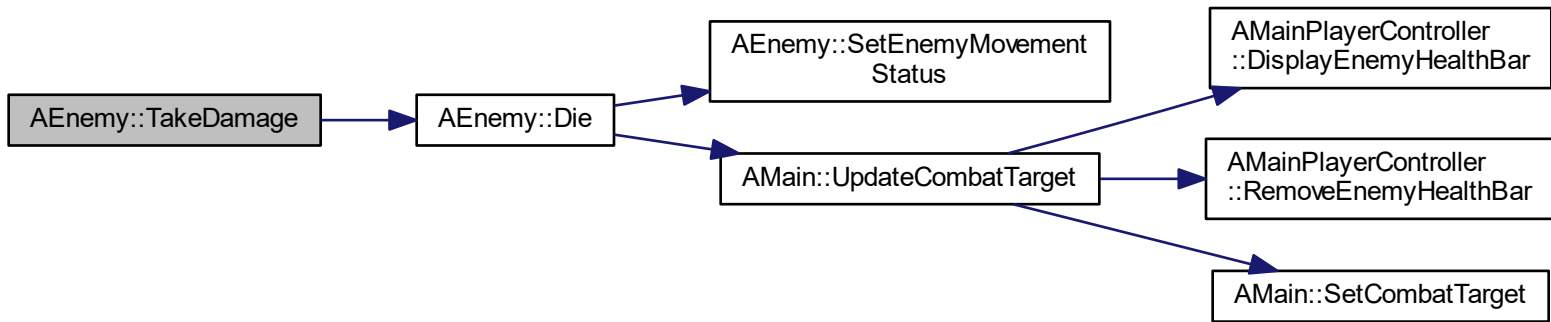 AEnemy::TakeDamage
AEnemy::Die
AEnemy::SetEnemyMovement
Status
AMain::UpdateCombatTarget
AMainPlayerController
::DisplayEnemyHealthBar
AMainPlayerController
::RemoveEnemyHealthBar
AMain::SetCombatTarget